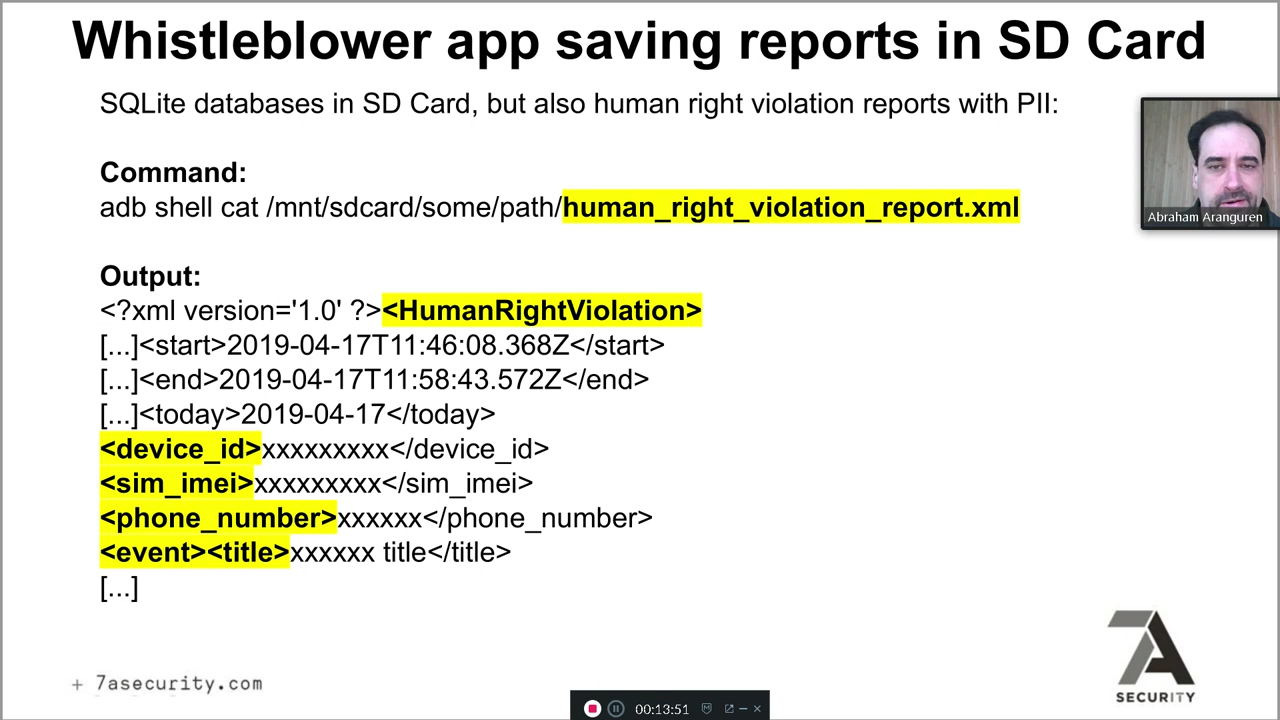 Whistleblower app saving reports in SD Card
SQLite databases in SD Card, but also human right violation reports with PII:
Command:
adb shell cat /mnt/sdcard/some/path/human_right_violation_report.xml
Abraham Aranguren
Output:
<?xml version='1.0' ?><HumanRightViolation>
[...]<start>2019-04-17T11:46:08.368Z</start>
[...]<end>2019-04-17T11:58:43.572Z</end>
[...]<today>2019-04-17</today>
<device_id>xxxxxxxxx</device_id>
<sim_imei>xxxxxxxxx</sim_imei>
<phone_number>xxxxxx</phone_number>
<event><title>xxxxxx title</title>
[...]
7A
SECURITY
+ 7asecurity.com
00:13:51